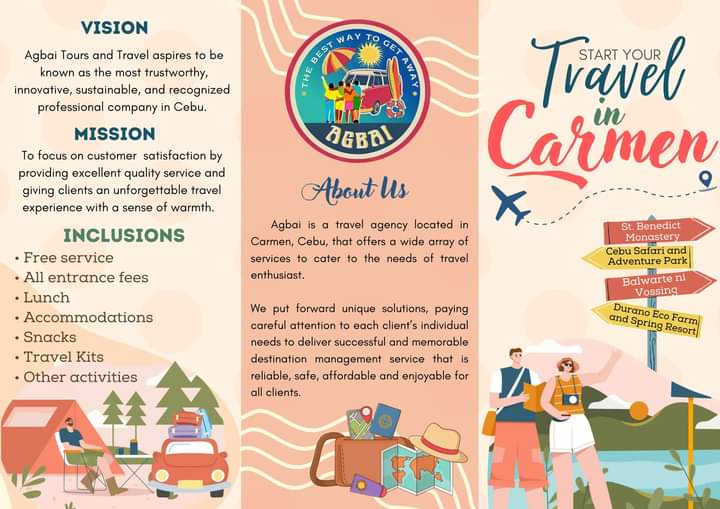 VISION
Agbai Tours and Travel aspires to be
known as the most trustworthy,
innovative, sustainable, and recognized
professional company in Cebu.
MISSION
To focus on customer satisfaction by
providing excellent quality service and
giving clients an unforgettable travel
experience with a sense of warmth.
INCLUSIONS
• Free service
• All entrance fees
• Lunch
• Accommodations
• Snacks
• Travel Kits
• Other activities
THE BEST WAY TO GET AWAY
AGBAI
About Us
Agbai is a travel agency located in
Carmen, Cebu, that offers a wide array of
services to cater to the needs of travel
enthusiast.
We put forward unique solutions, paying
careful attention to each client's individual
needs to deliver successful and memorable
destination management service that is
reliable, safe, affordable and enjoyable for
all clients.
START YOUR
Travel
in
Carmen
St. Benedict
Monastery
Cebu Safari and
Adventure Park
Balwarte ni
Vossing
Durano Eco Farm
and Spring Resort